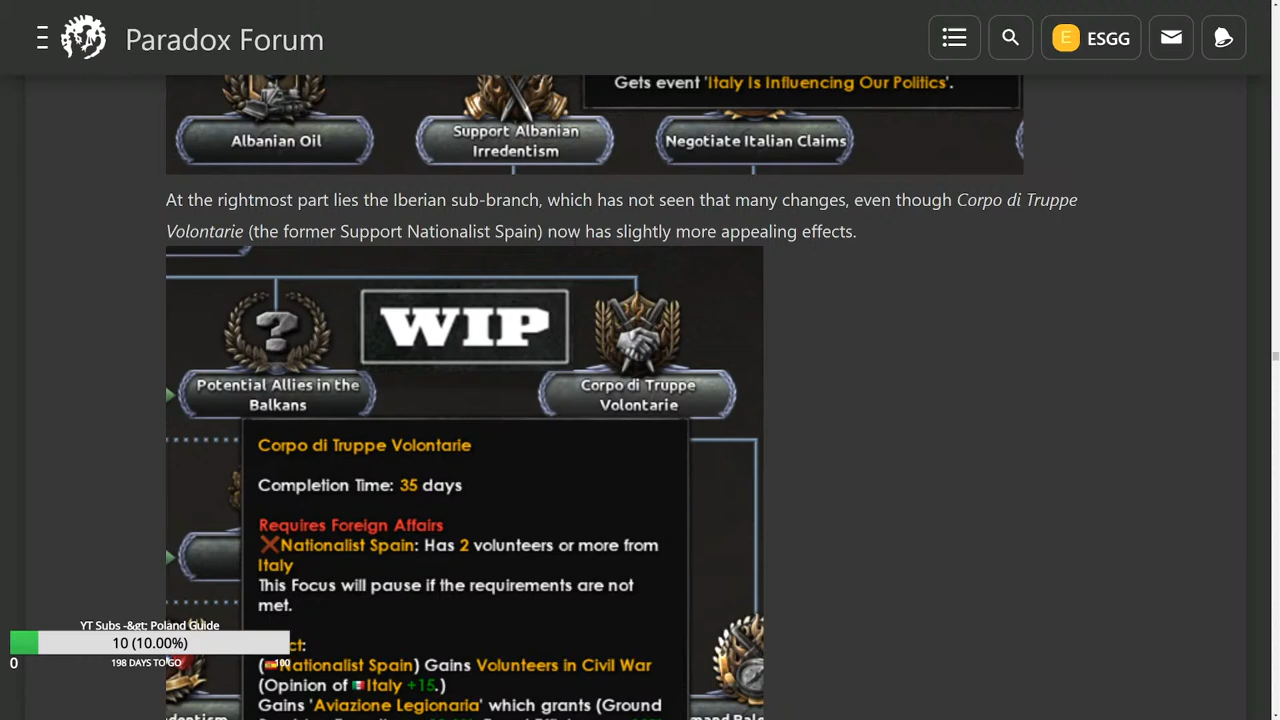 Paradox Forum
E ESGG
Gets event 'Italy Is Influencing Our Politics'.
Albanian Oil
Support Albanian
Irredentism
Negotiate Italian Claims
At the rightmost part lies the Iberian sub-branch, which has not seen that many changes, even though Corpo di Truppe
Volontarie (the former Support Nationalist Spain) now has slightly more appealing effects.
WIP
Potential Allies in the
Balkans
Corpo di Truppe
Volontarie
Corpo di Truppe Volontarie
Completion Time: 35 days
Requires Foreign Affairs
Nationalist Spain: Has 2 volunteers or more from
Italy
This Focus will pause if the requirements are not
met.
(Nationalist Spain) Gains Volunteers in Civil War
(Opinion of Italy +15.)
Gains 'Aviazione Legionaria' which grants (Ground
YT Subs -&gt; Poland Guide
10 (10.00%)
0
198 DAYS TO GO
100